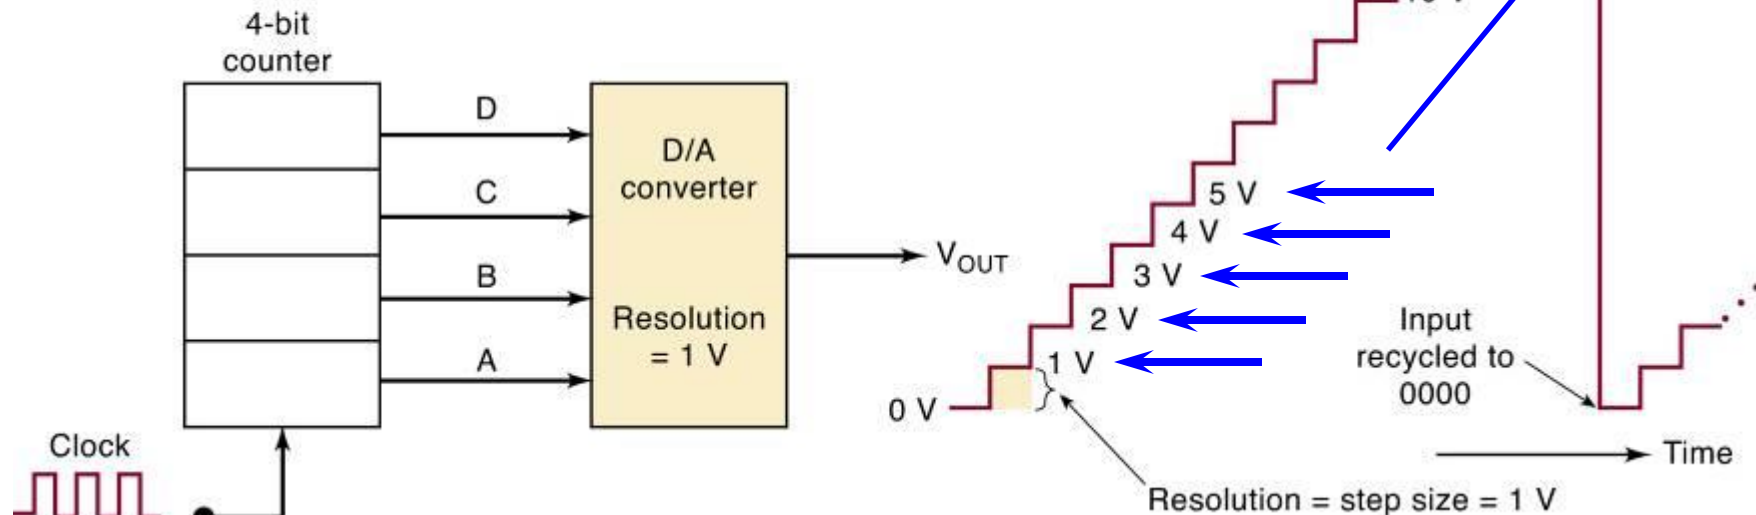 4-bit
counter
D
C
B
A
D/A
converter
Resolution
= 1 V
VOUT
Clock
5 V
4 V
3 V
2 V
1 V
0 V
Input
recycled to
0000
Time
Resolution = step size = 1 V